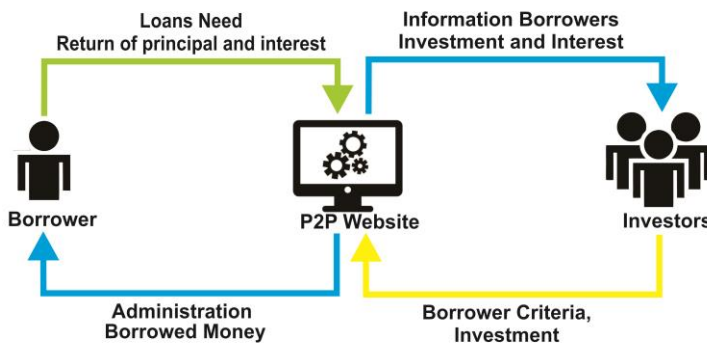 Loans Need
Return of principal and interest
Information Borrowers
Investment and Interest
Borrower
P2P Website
Investors
Administration
Borrowed Money
Borrower Criteria,
Investment